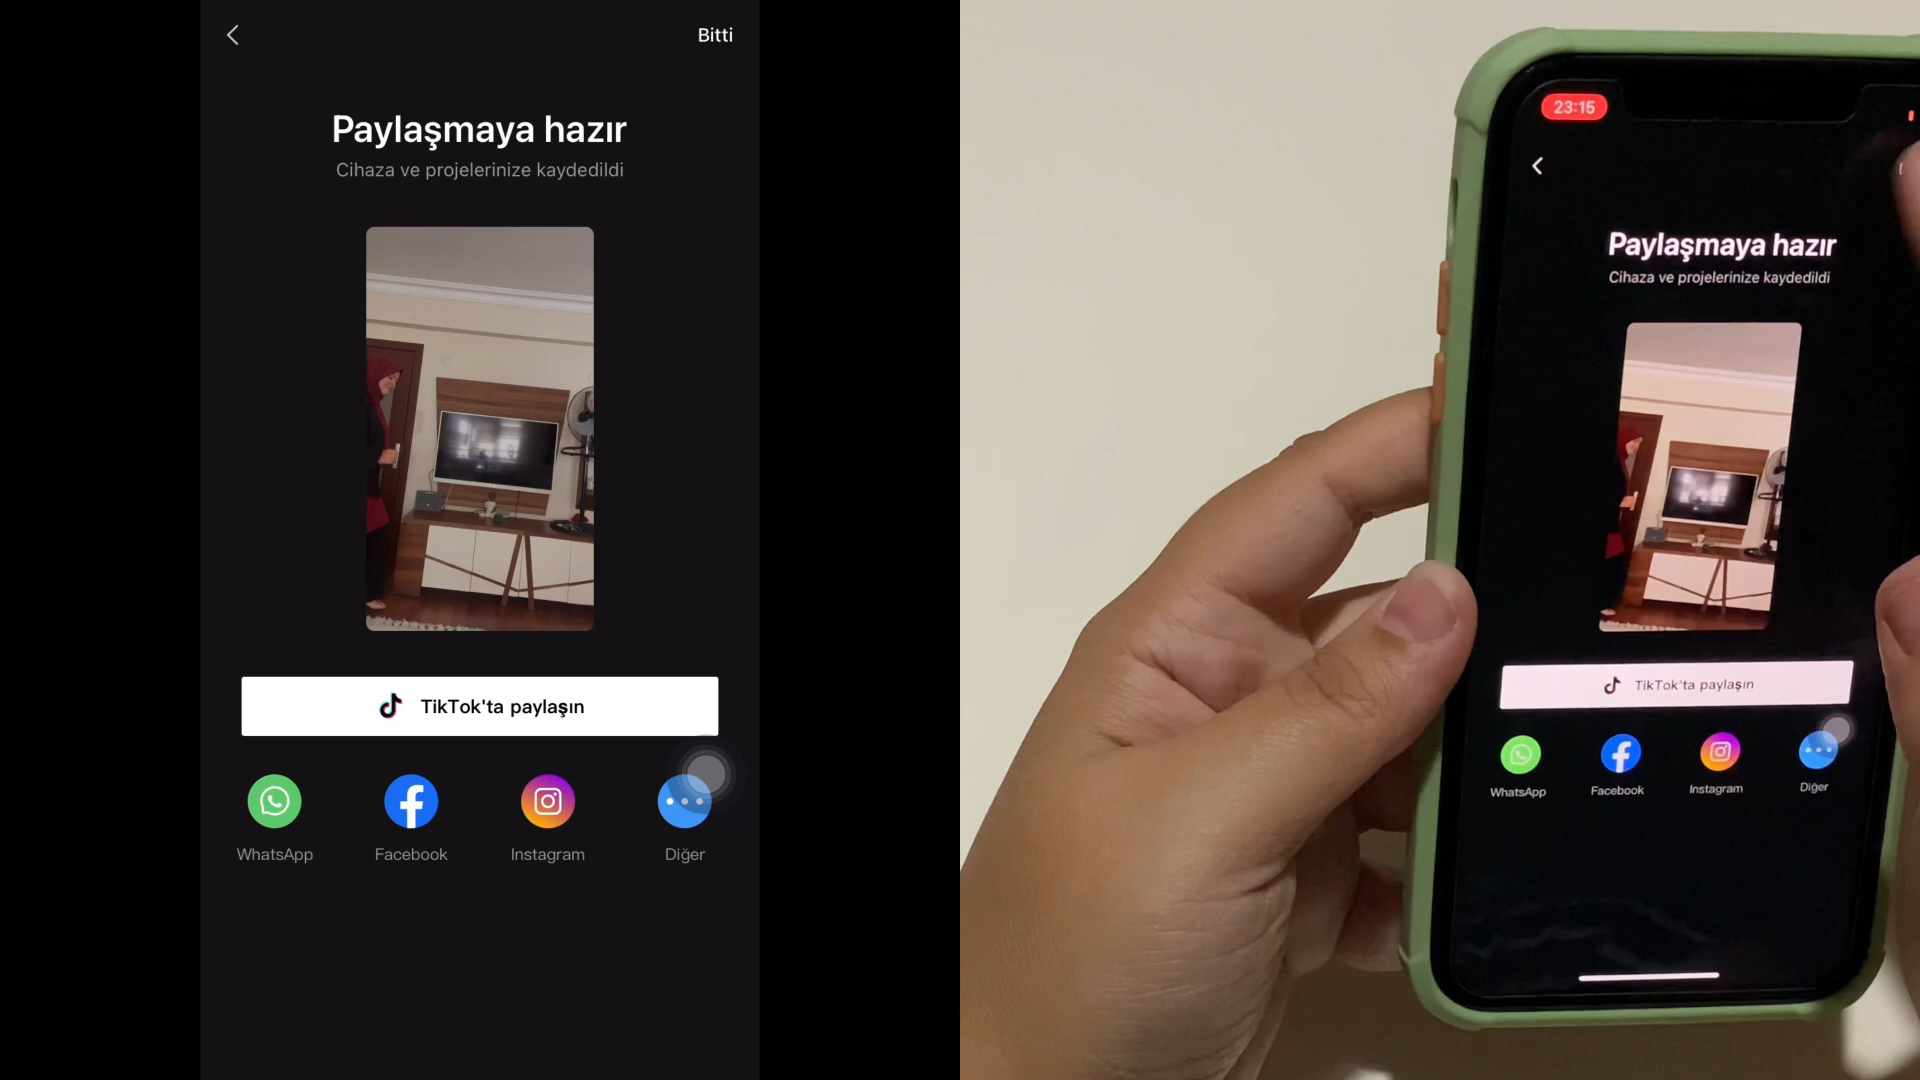 Bitti
Paylaşmaya hazır
Cihaza ve projelerinize kaydedildi
TikTok'ta paylaşın
WhatsApp
Facebook
Instagram
Diğer
23:15
Paylaşmaya hazır
Cihaza ve projelerinize kaydedildi
TikTok'ta paylaşın
WhatsApp
Facebook
Instagram
Diğer